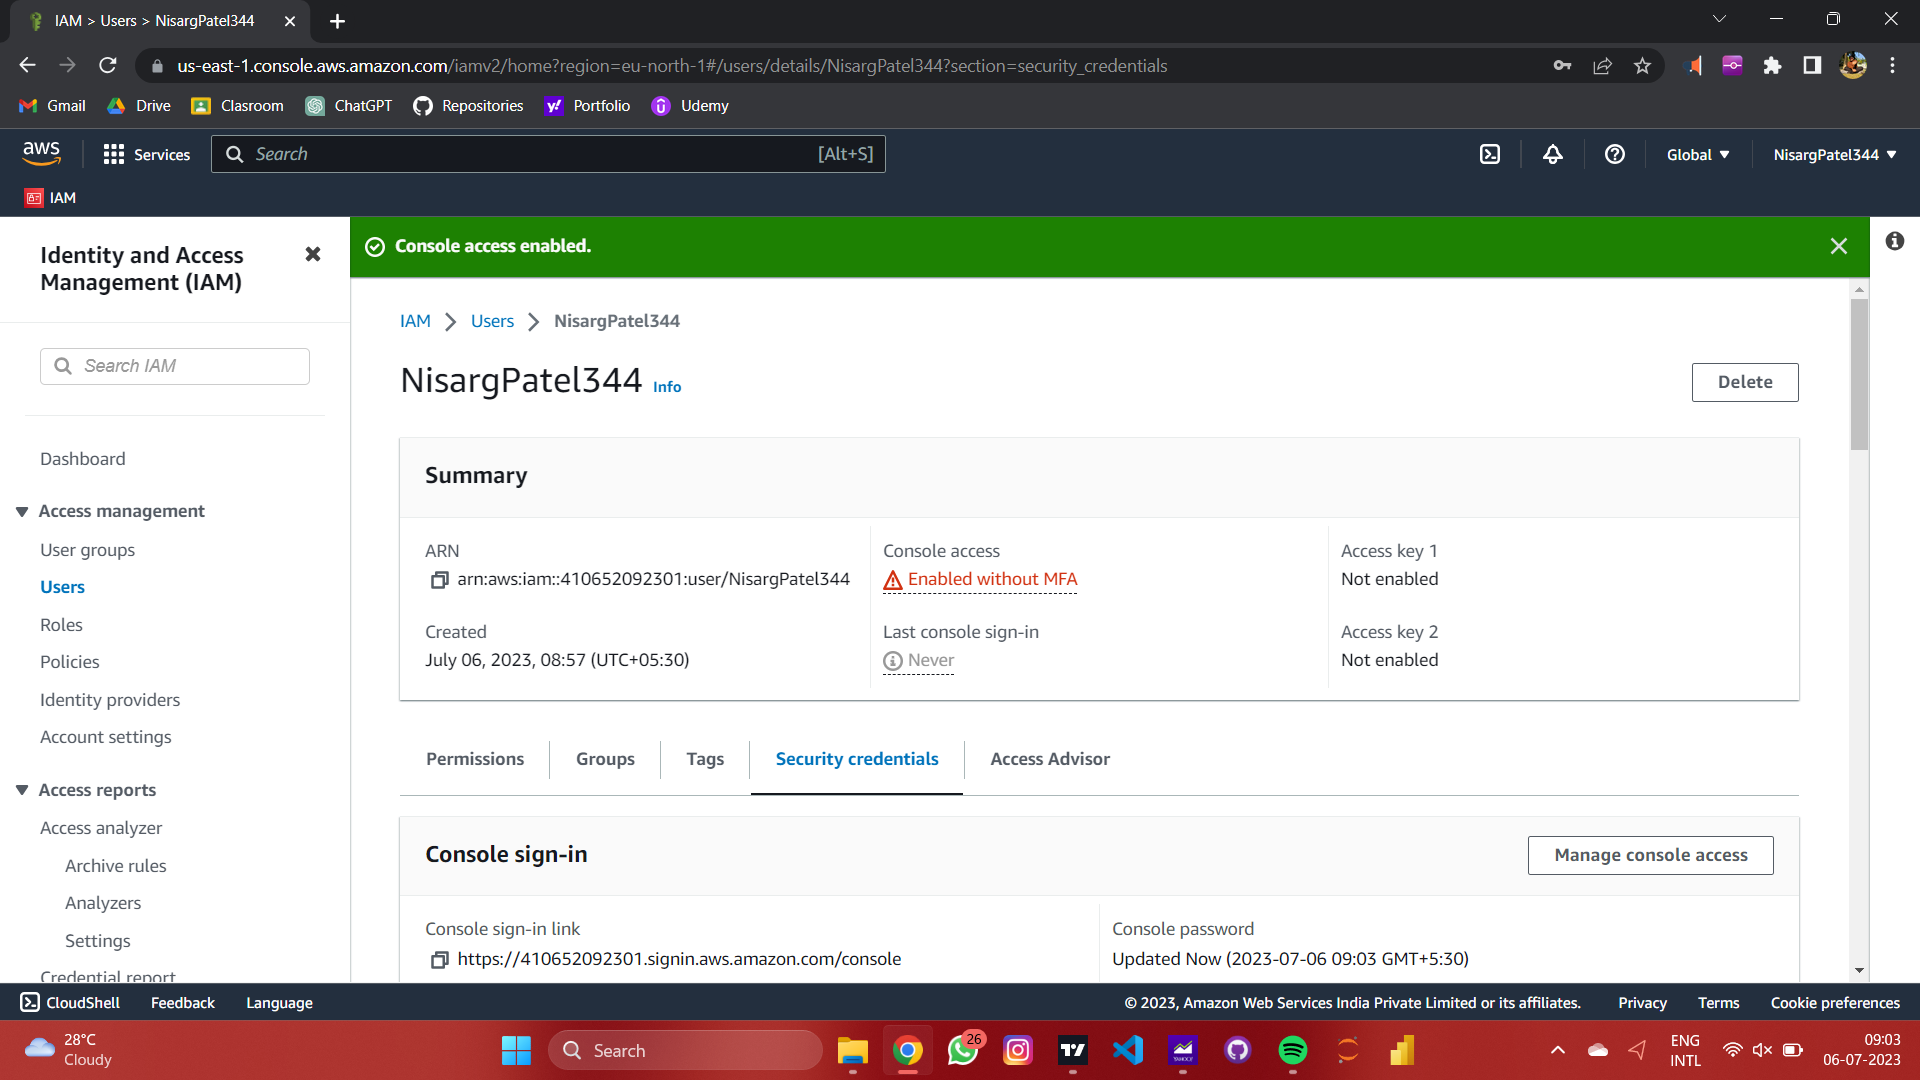 IAM > Users > NisargPatel344
us-east-1.console.aws.amazon.com/iamv2/home?region=eu-north-1#/users/details/NisargPatel344?section=security_credentials
Gmail Drive Clasroom ChatGPT Repositories Portfolio Udemy
aws Services Search [Alt+S] Global NisargPatel344
IAM
Identity and Access
Management (IAM)
Console access enabled.
IAM Users NisargPatel344
Search IAM
NisargPatel344 Info
Delete
Dashboard
Access management
User groups
Users
Roles
Policies
Identity providers
Account settings
Access reports
Access analyzer
Archive rules
Analyzers
Settings
Credential report
Summary
ARN
arn:aws:iam::410652092301:user/NisargPatel344
Created
July 06, 2023, 08:57 (UTC+05:30)
Console access
Enabled without MFA
Last console sign-in
Never
Access key 1
Not enabled
Access key 2
Not enabled
Permissions Groups Tags Security credentials Access Advisor
Console sign-in
Manage console access
Console sign-in link
https://410652092301.signin.aws.amazon.com/console
Console password
Updated Now (2023-07-06 09:03 GMT+5:30)
CloudShell Feedback Language © 2023, Amazon Web Services India Private Limited or its affiliates. Privacy Terms Cookie preferences
28°C
Cloudy
Search
26
ENG
INTL
09:03
06-07-2023